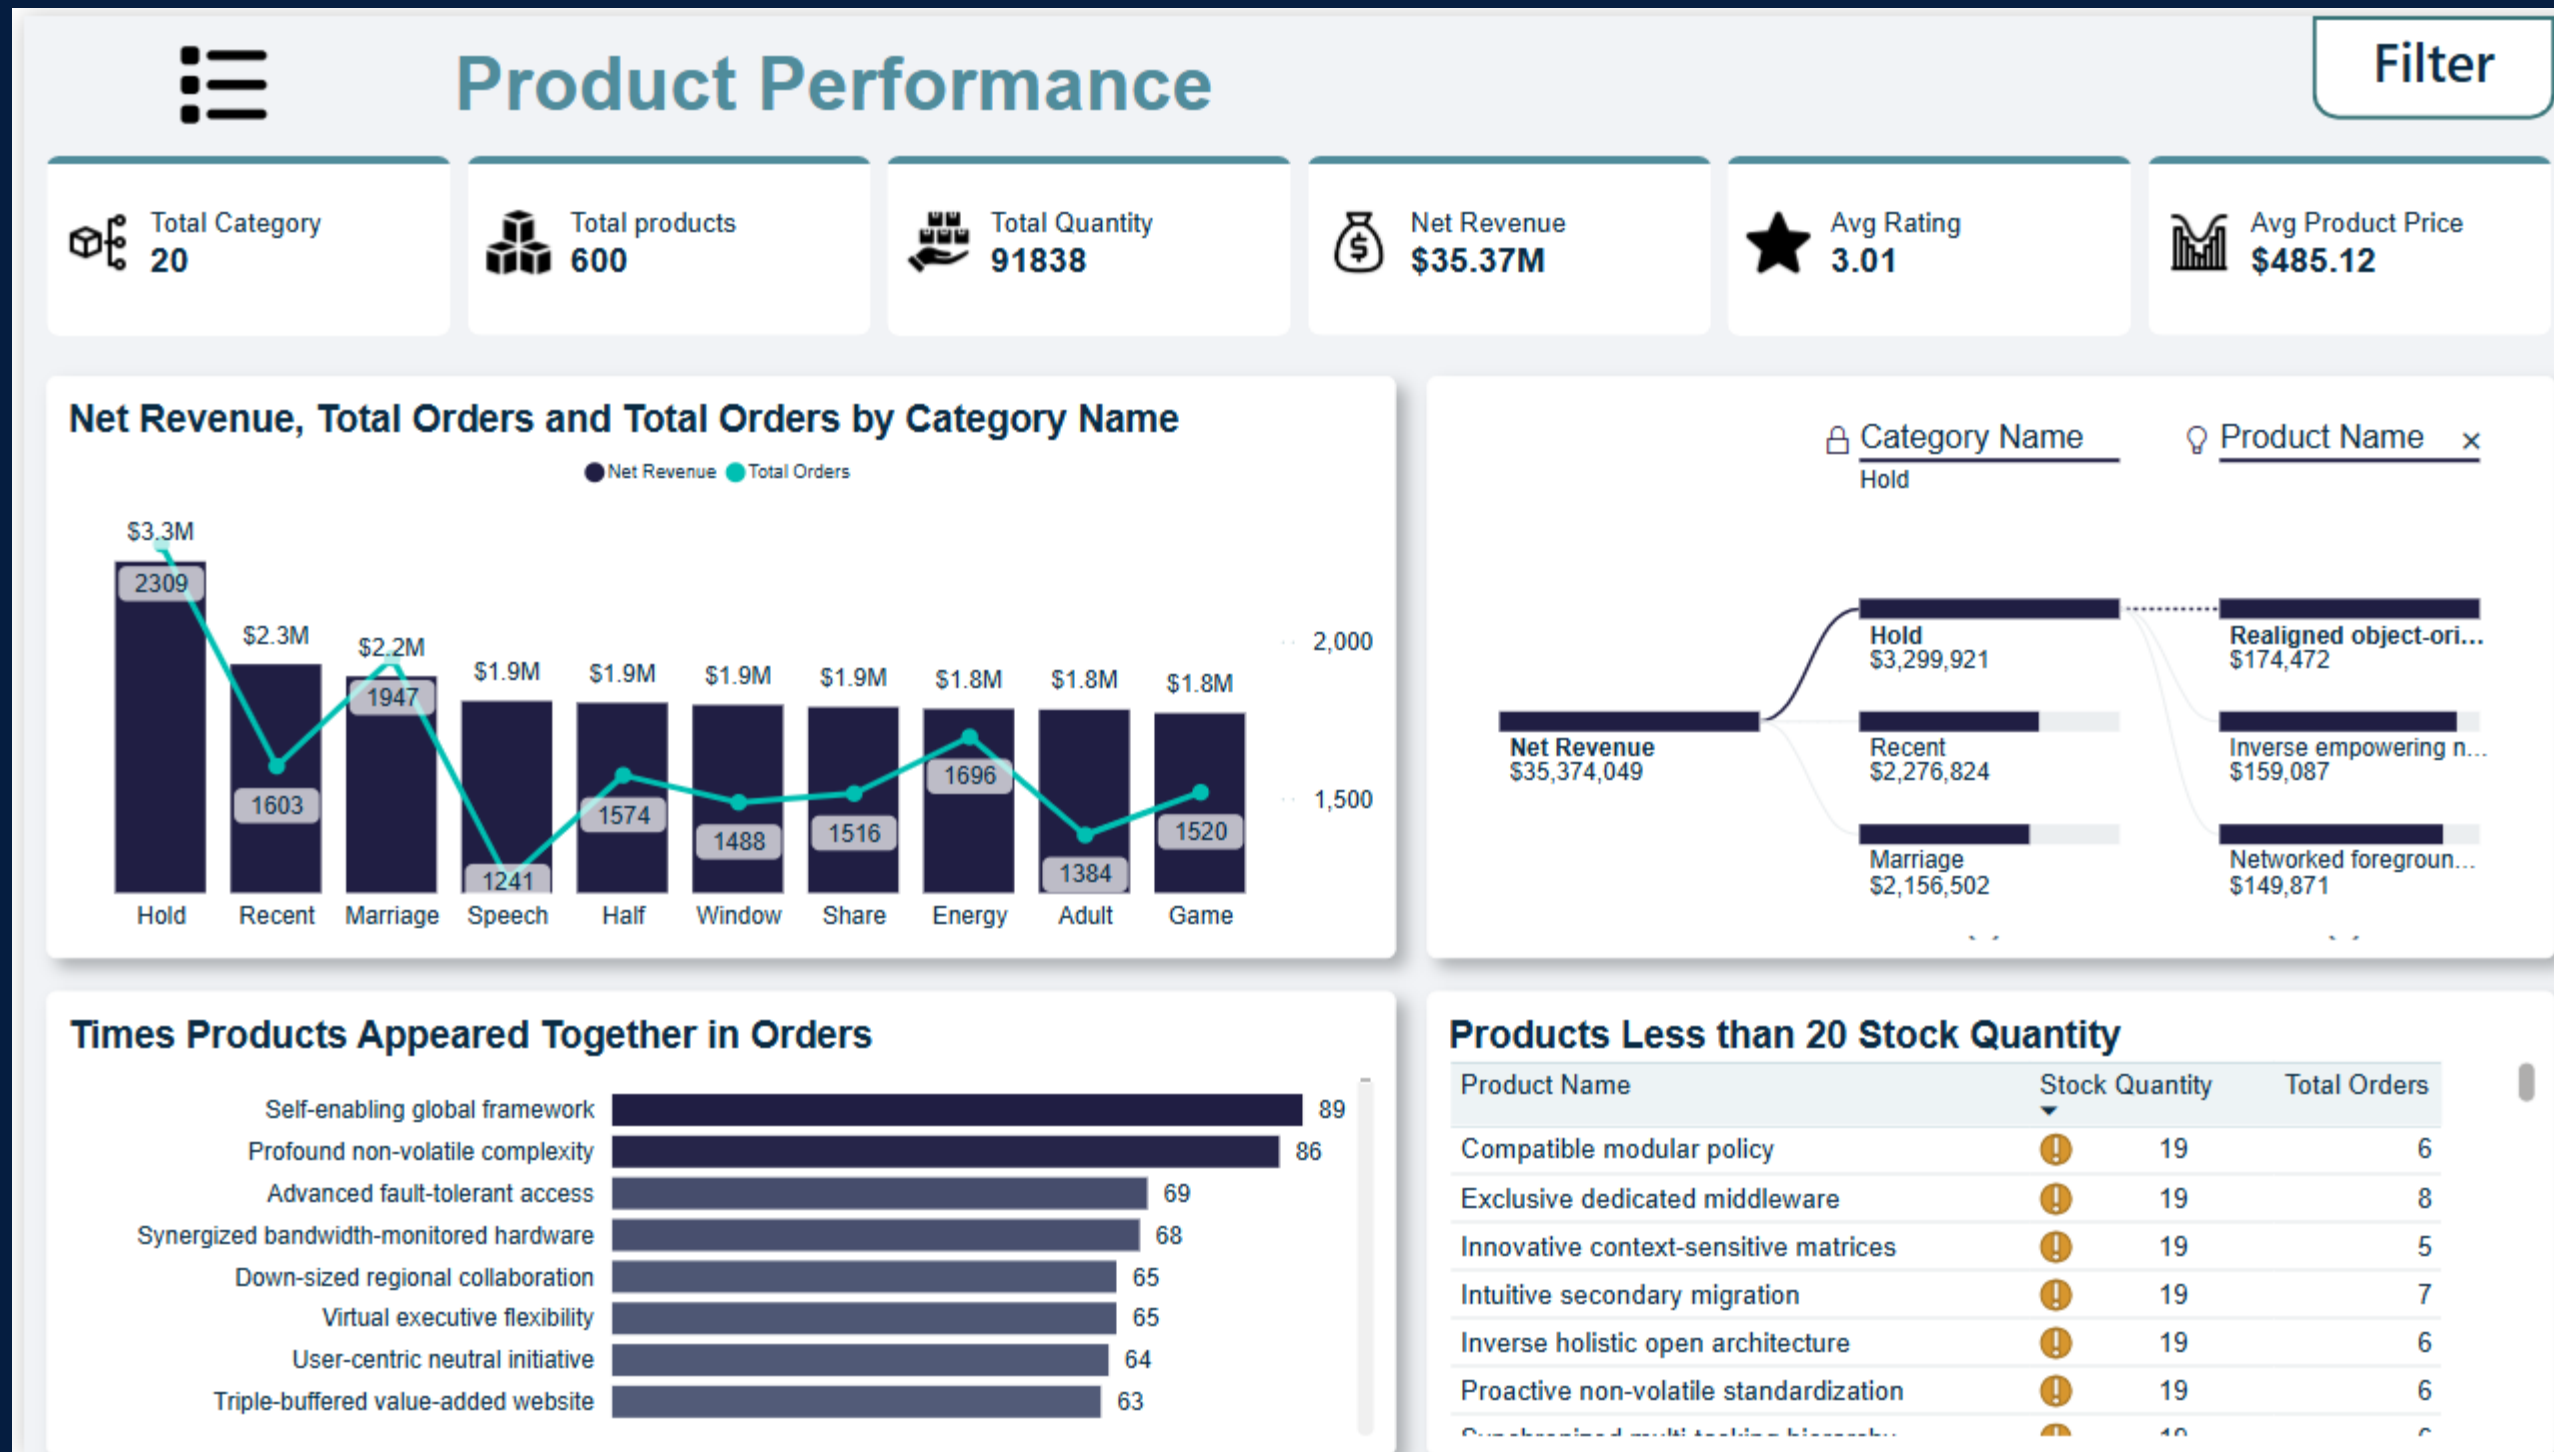 Product Performance
Filter
Total Category
20
Total products
600
Total Quantity
91838
Net Revenue
$35.37M
Avg Rating
3.01
Avg Product Price
$485.12
Net Revenue, Total Orders and Total Orders by Category Name
Net Revenue Total Orders
$3.3M
$2.3M
$2.2M
$1.9M
$1.9M
$1.9M
$1.9M
$1.8M
$1.8M
$1.8M
2309
1603
1947
1241
1574
1488
1516
1696
1384
1520
2,000
1,500
Hold Recent Marriage Speech Half Window Share Energy Adult Game
Category Name
Hold
Product Name
Net Revenue
$35,374,049
Hold
$3,299,921
Recent
$2,276,824
Marriage
$2,156,502
Realigned object-ori...
$174,472
Inverse empowering n...
$159,087
Networked foregroun...
$149,871
Times Products Appeared Together in Orders
Self-enabling global framework 89
Profound non-volatile complexity 86
Advanced fault-tolerant access 69
Synergized bandwidth-monitored hardware 68
Down-sized regional collaboration 65
Virtual executive flexibility 65
User-centric neutral initiative 64
Triple-buffered value-added website 63
Products Less than 20 Stock Quantity
Product Name Stock Quantity Total Orders
Compatible modular policy 19 6
Exclusive dedicated middleware 19 8
Innovative context-sensitive matrices 19 5
Intuitive secondary migration 19 7
Inverse holistic open architecture 19 6
Proactive non-volatile standardization 19 6